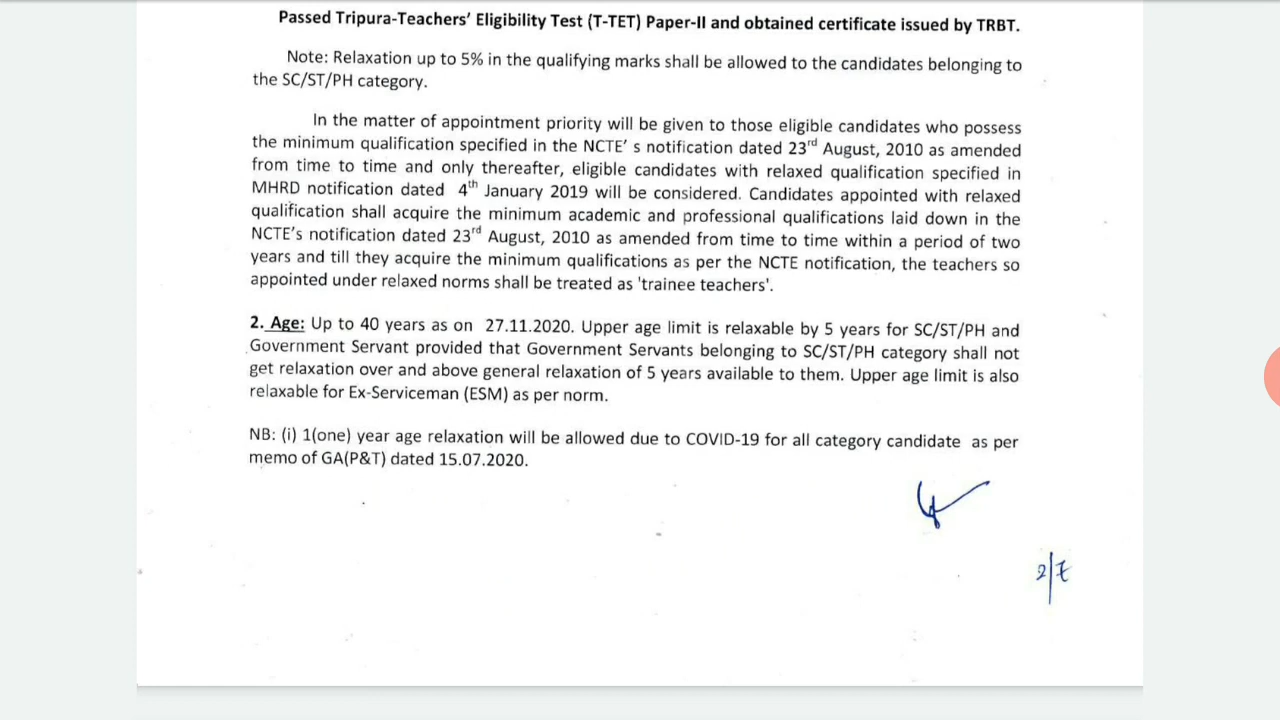 Passed Tripura-Teachers' Eligibility Test (T-TET) Paper-II and obtained certificate issued by TRBT.
Note: Relaxation up to 5% in the qualifying marks shall be allowed to the candidates belonging to
the SC/ST/PH category.
In the matter of appointment priority will be given to those eligible candidates who possess
the minimum qualification specified in the NCTE' s notification dated 23rd August, 2010 as amended
from time to time and only thereafter, eligible candidates with relaxed qualification specified in
MHRD notification dated 4th January 2019 will be considered. Candidates appointed with relaxed
qualification shall acquire the minimum academic and professional qualifications laid down in the
NCTE's notification dated 23rd August, 2010 as amended from time to time within a period of two
years and till they acquire the minimum qualifications as per the NCTE notification, the teachers so
appointed under relaxed norms shall be treated as 'trainee teachers'.
2. Age: Up to 40 years as on 27.11.2020. Upper age limit is relaxable by 5 years for SC/ST/PH and
Government Servant provided that Government Servants belonging to SC/ST/PH category shall not
get relaxation over and above general relaxation of 5 years available to them. Upper age limit is also
relaxable for Ex-Serviceman (ESM) as per norm.
NB: (i) 1(one) year age relaxation will be allowed due to COVID-19 for all category candidate as per
memo of GA(P&T) dated 15.07.2020.